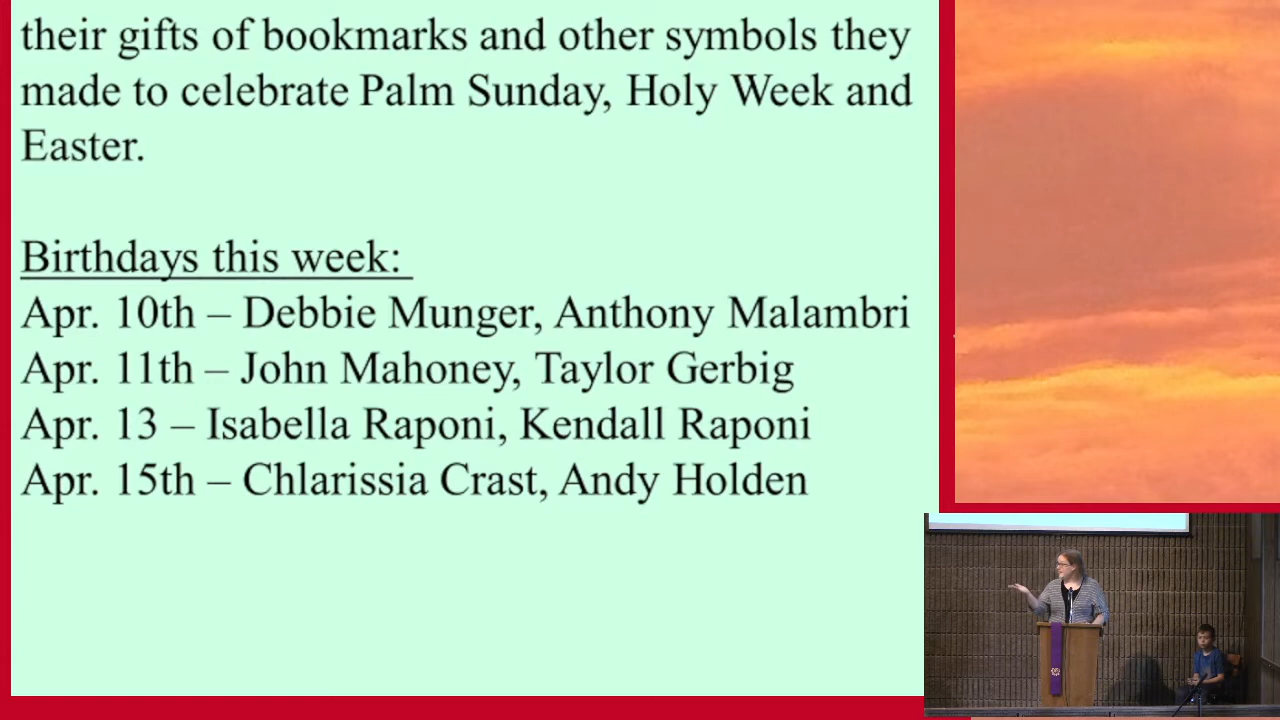 their gifts of bookmarks and other symbols they
made to celebrate Palm Sunday, Holy Week and
Easter.
Birthdays this week:
Apr. 10th – Debbie Munger, Anthony Malambri
Apr. 11th – John Mahoney, Taylor Gerbig
Apr. 13 – Isabella Raponi, Kendall Raponi
Apr. 15th – Chlarissia Crast, Andy Holden